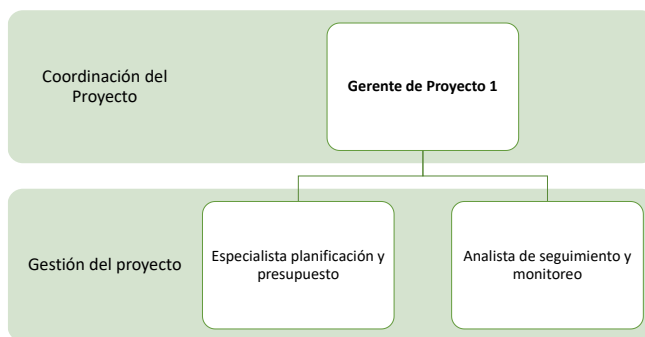 Coordinación del
Proyecto
Gerente de Proyecto 1
Gestión del proyecto
Especialista planificación y
presupuesto
Analista de seguimiento y
monitoreo